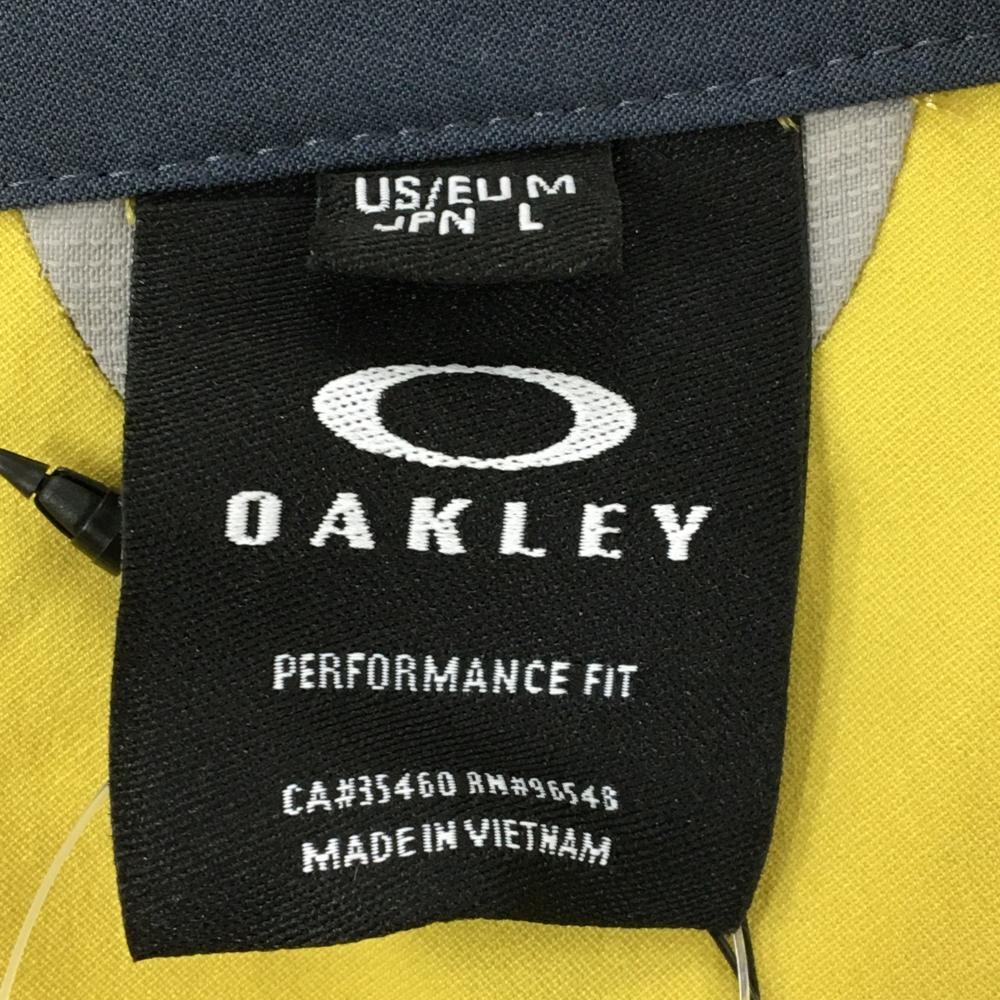 US/EU M
JPN L
OAKLEY
PERFORMANCE FIT
CA#35460 RN#96548
MADE IN VIETNAM